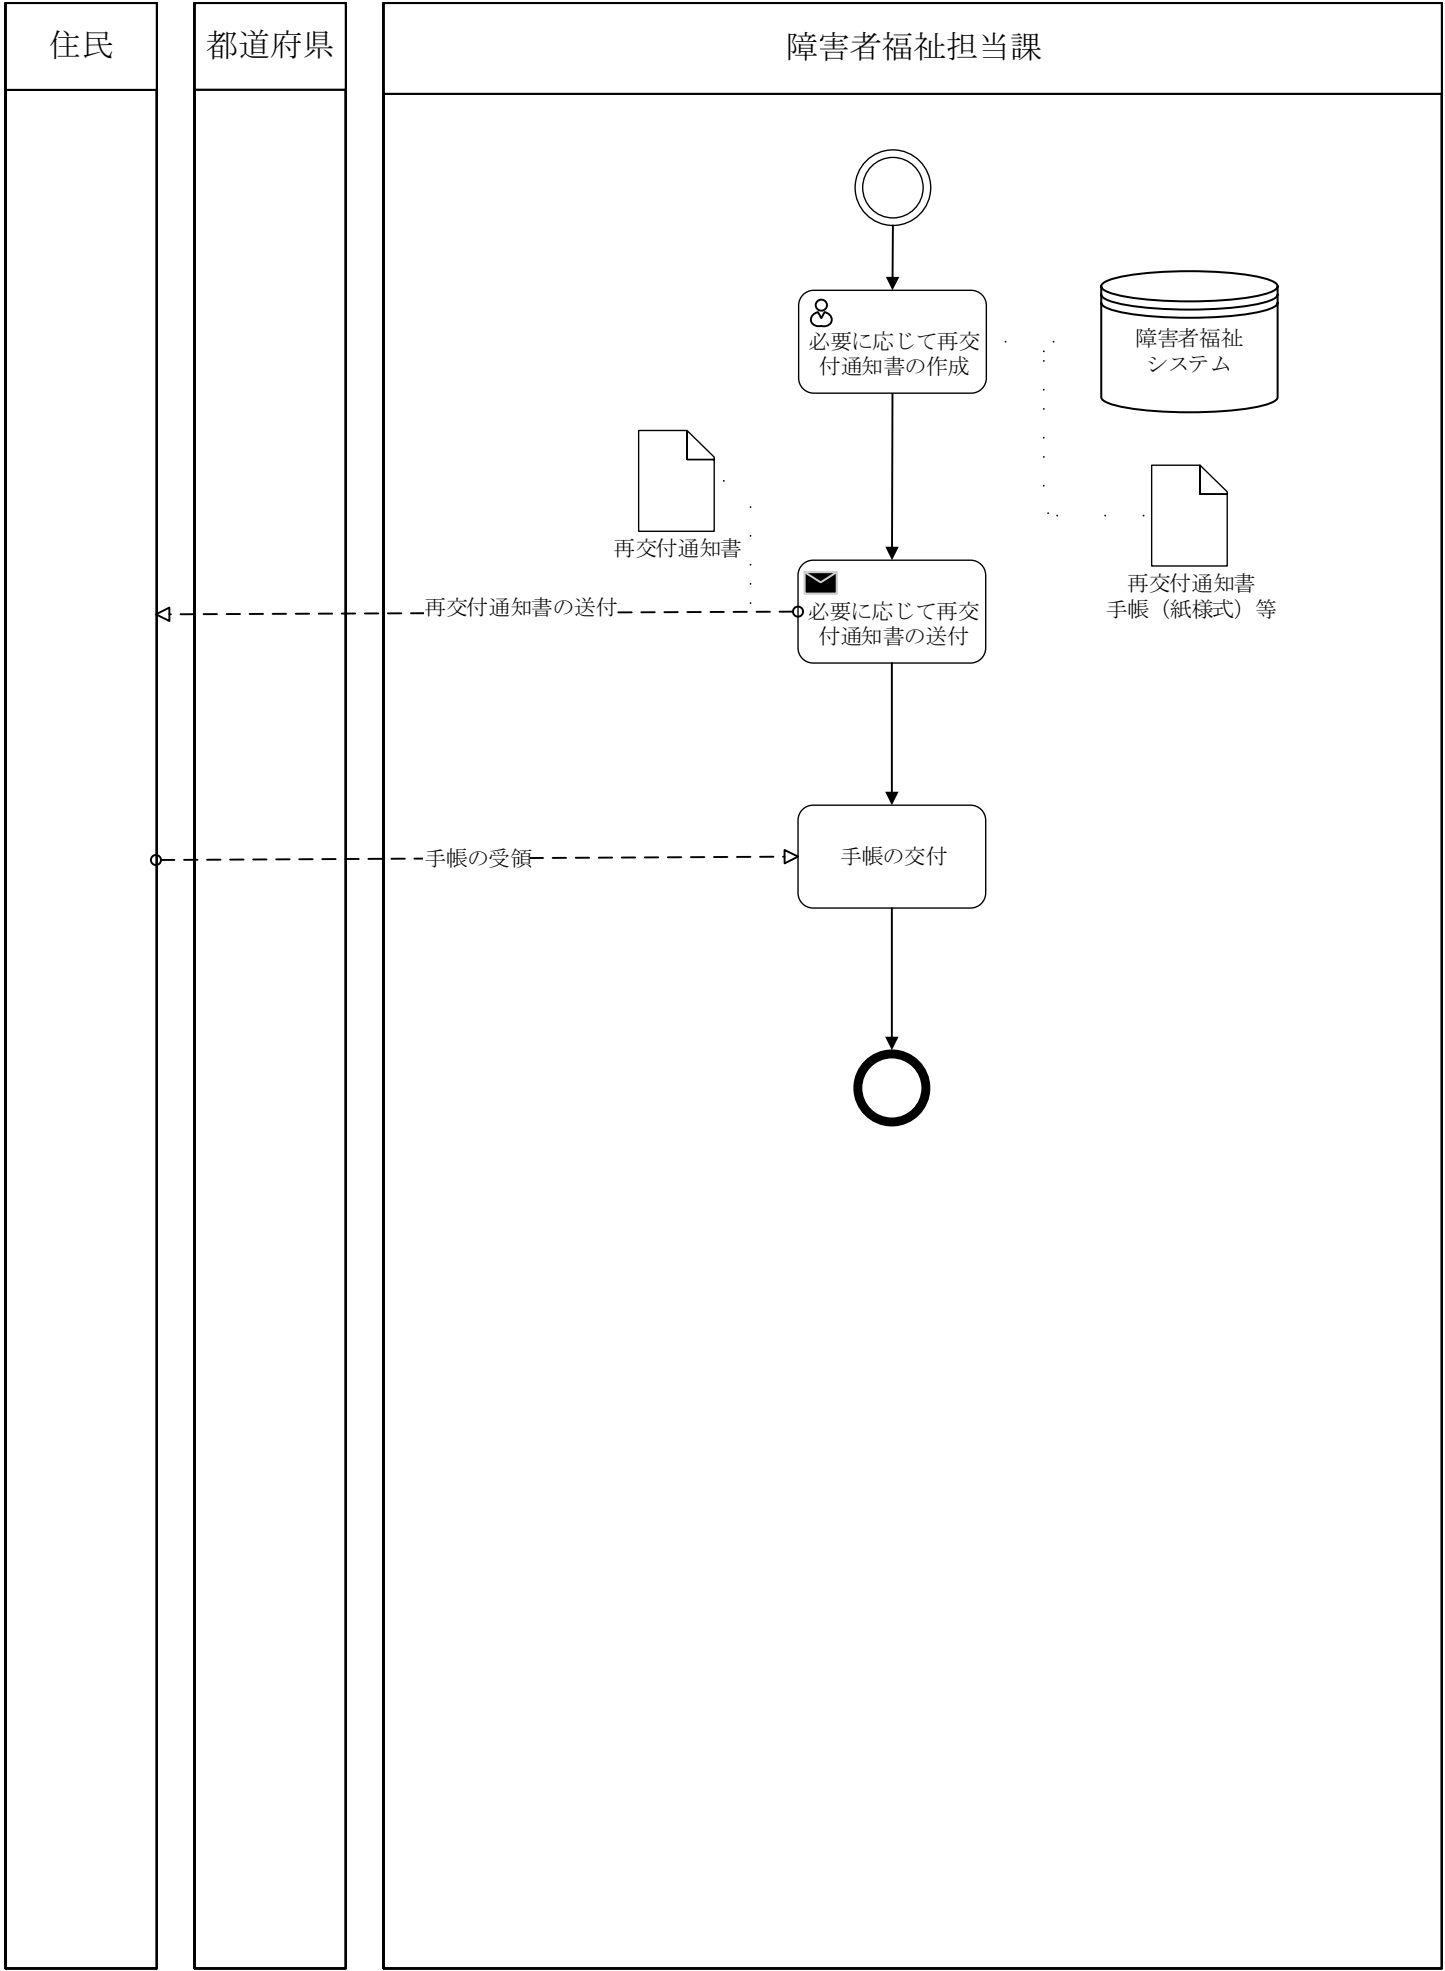 住民
都道府県
障害者福祉担当課
必要に応じて再交
付通知書の作成
障害者福祉
システム
再交付通知書
再交付通知書
手帳（紙様式）等
再交付通知書の送付
必要に応じて再交
付通知書の送付
手帳の受領
手帳の交付